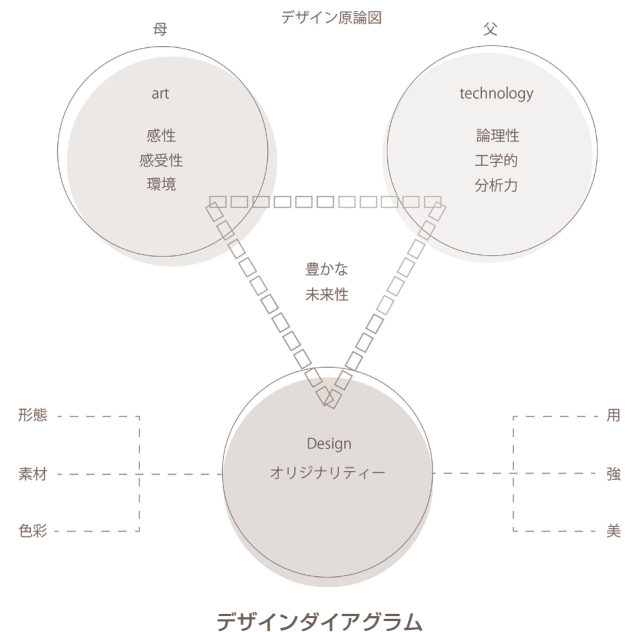 デザイン原論図
母
父
art
感性
感受性
環境
technology
論理性
工学的
分析力
豊かな
未来性
Design
オリジナリティー
形態
素材
色彩
用
強
美
デザインダイアグラム